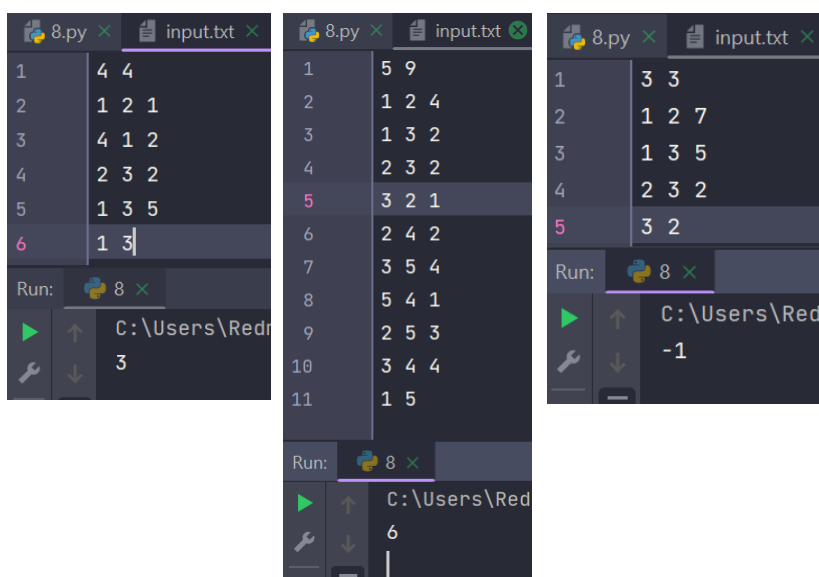 8.py input.txt
1 4 4
2 1 2 1
3 4 1 2
4 2 3 2
5 1 3 5
6 1 3
Run: 8
C:\Users\Redm
3
8.py input.txt
1 5 9
2 1 2 4
3 1 3 2
4 2 3 2
5 3 2 1
6 2 4 2
7 3 5 4
8 5 4 1
9 2 5 3
10 3 4 4
11 1 5
Run: 8
C:\Users\Red
6
8.py input.txt
1 3 3
2 1 2 7
3 1 3 5
4 2 3 2
5 3 2
Run: 8
C:\Users\Red
-1